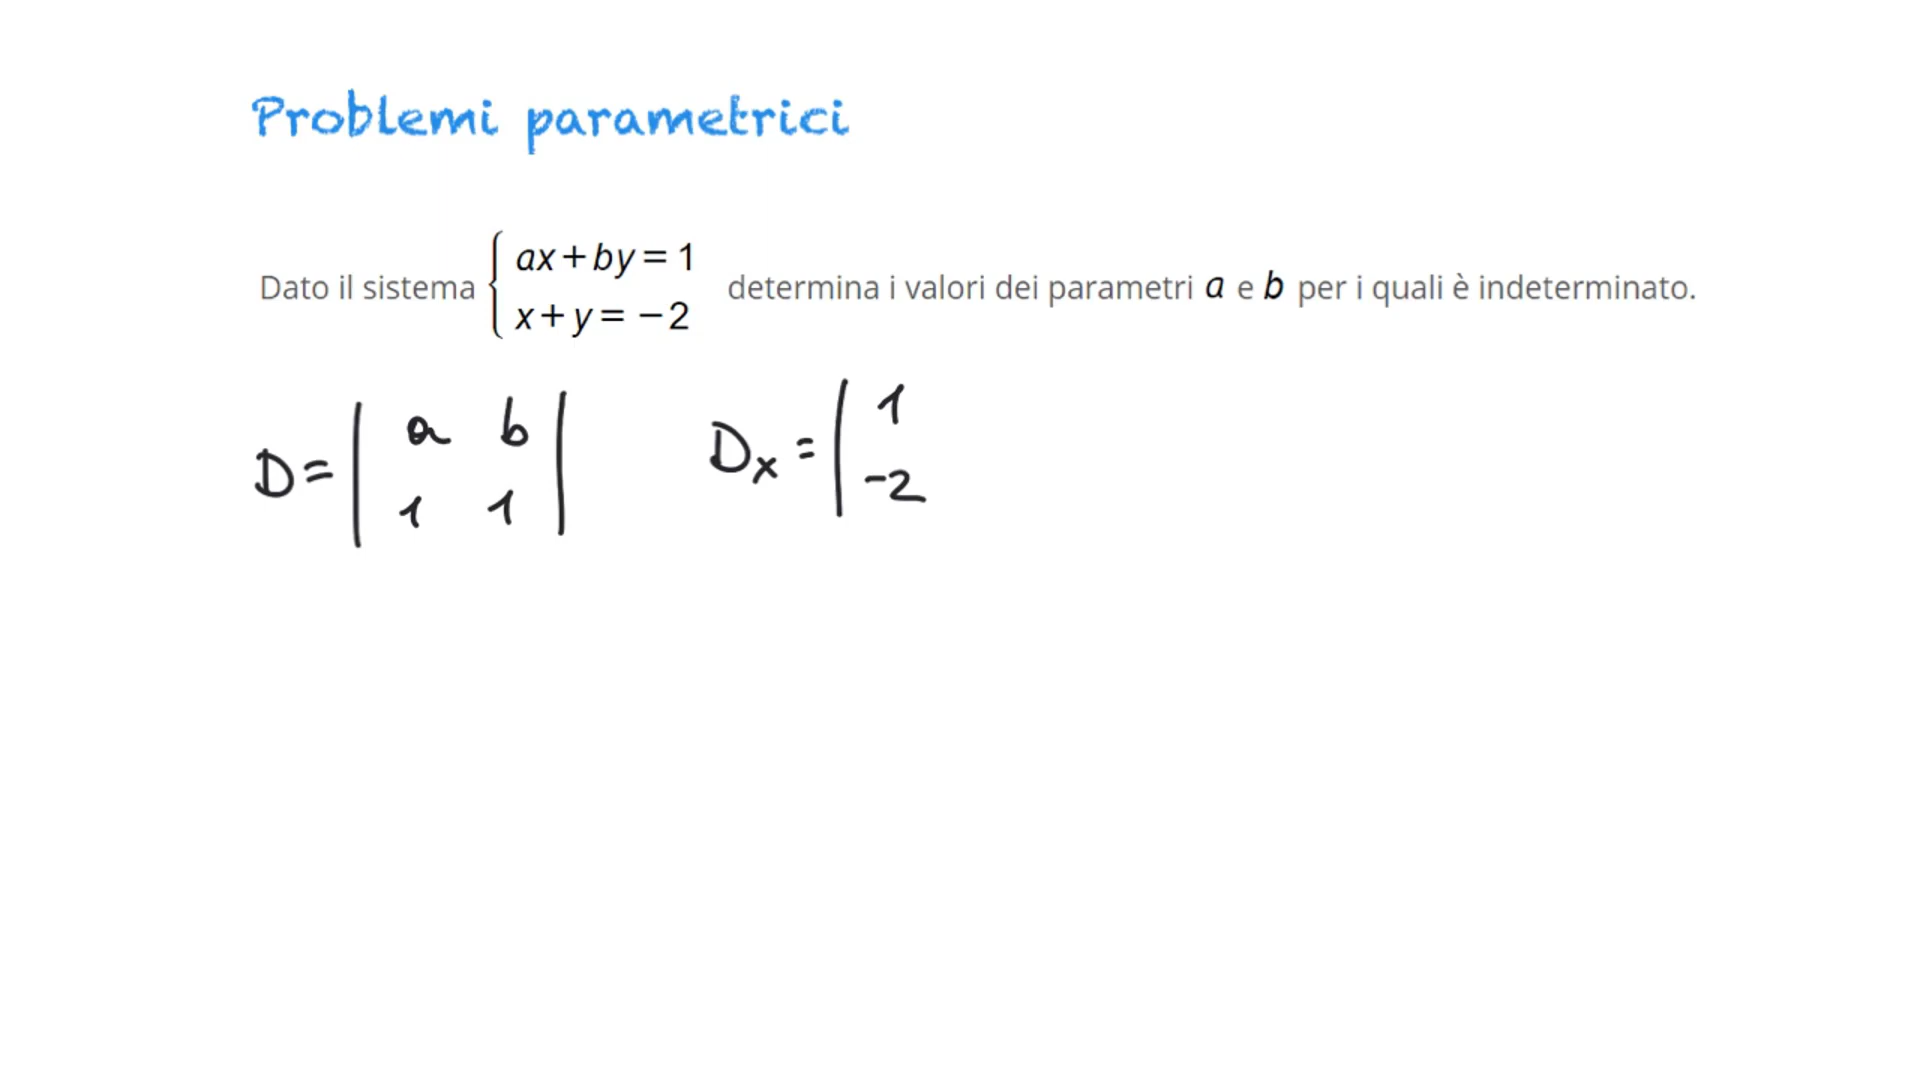 Problemi parametrici
Dato il sistema { ax+by=1 determina i valori dei parametri a e b per i quali è indeterminato.
x+y=−2
D= | a b | Dx = | 1
1 1 -2